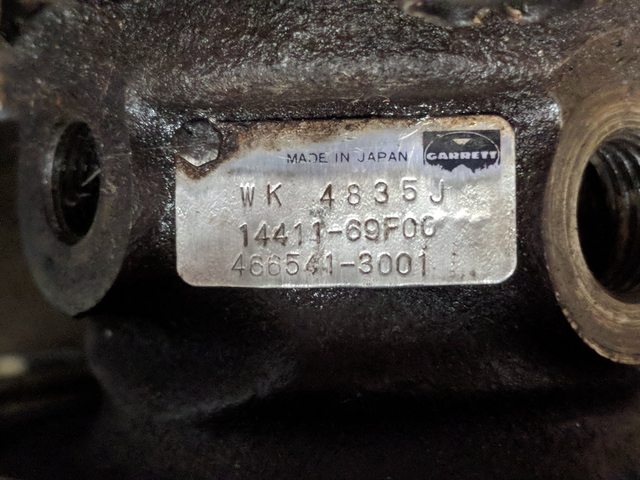 MADE IN JAPAN GARRETT
WK 4835J
14411-69F00
466541-3001